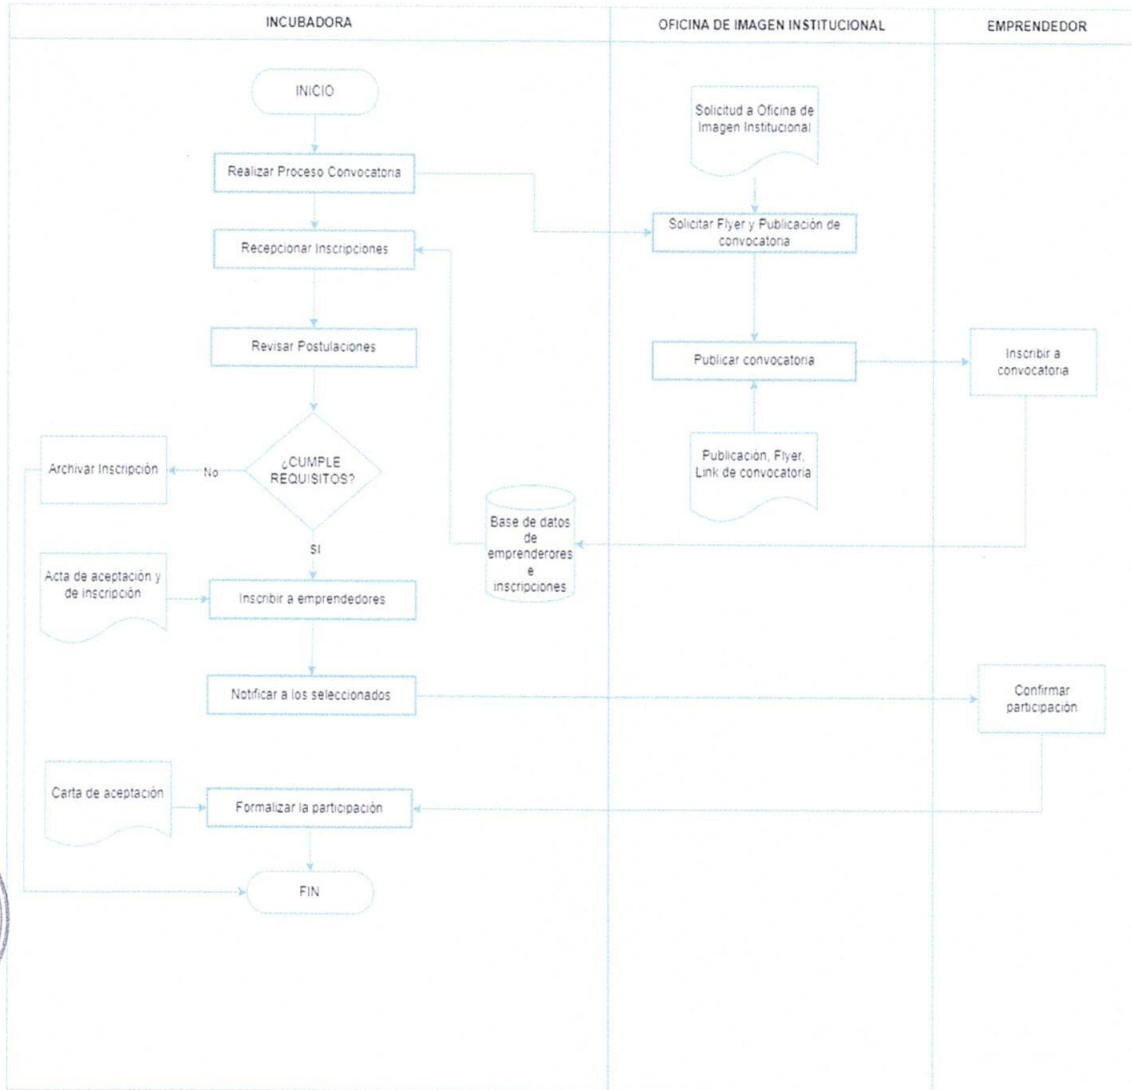 INCUBADORA
OFICINA DE IMAGEN INSTITUCIONAL
EMPRENDEDOR
INICIO
Solicitud a Oficina de
Imagen Institucional
Realizar Proceso Convocatoria
Solicitar Flyer y Publicación de
convocatoria
Recepcionar Inscripciones
Revisar Postulaciones
Publicar convocatoria
Inscribir a
convocatoria
Archivar Inscripción
No
¿CUMPLE
REQUISITOS?
Publicación, Flyer,
Link de convocatoria
SI
Base de datos
de
emprenderores
e
inscripciones
Acta de aceptación y
de inscripción
Inscribir a emprendedores
Notificar a los seleccionados
Confirmar
participación
Carta de aceptación
Formalizar la participación
FIN